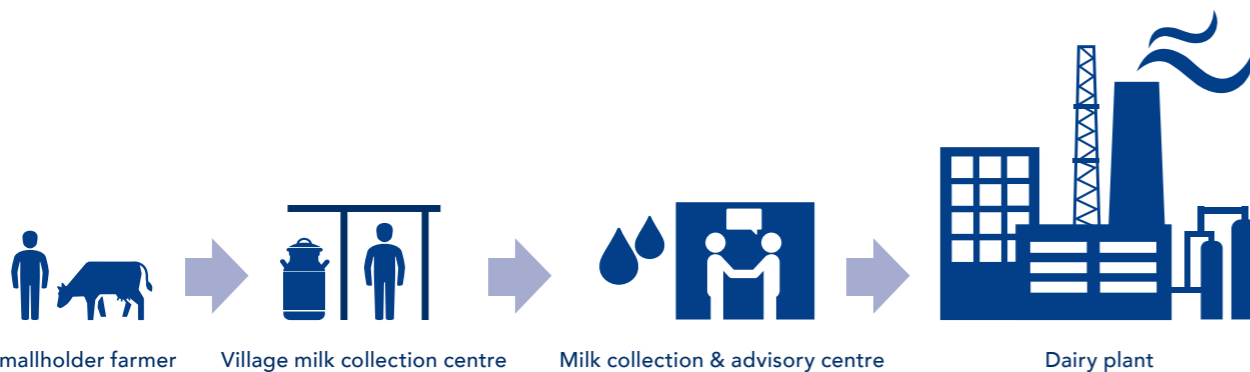 mallholder farmer
Village milk collection centre
Milk collection & advisory centre
Dairy plant